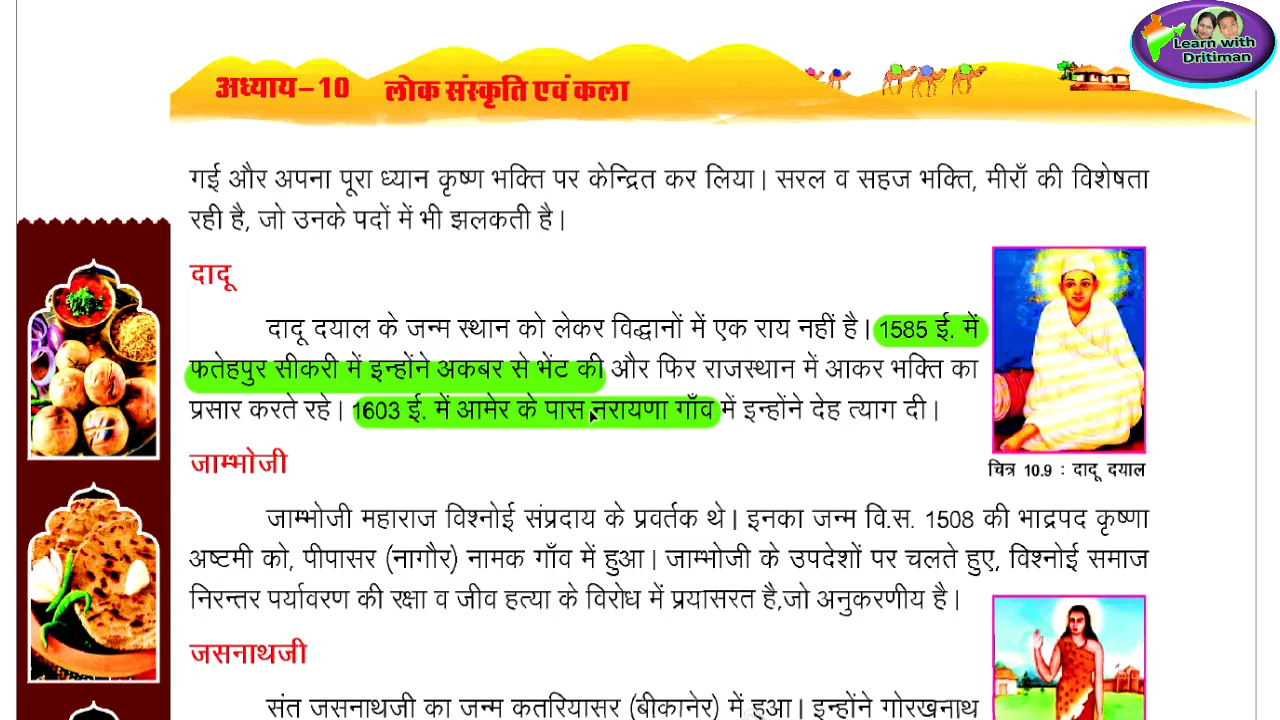 Learn with
Dritiman
अध्याय–10 लोक संस्कृति एवं कला
गई और अपना पूरा ध्यान कृष्ण भक्ति पर केन्द्रित कर लिया। सरल व सहज भक्ति, मीराँ की विशेषता
रही है, जो उनके पदों में भी झलकती है।
दादू
दादू दयाल के जन्म स्थान को लेकर विद्वानों में एक राय नहीं है। 1585 ई. में
फतेहपुर सीकरी में इन्होंने अकबर से भेंट की और फिर राजस्थान में आकर भक्ति का
प्रसार करते रहे। 1603 ई. में आमेर के पास नरायणा गाँव में इन्होंने देह त्याग दी।
चित्र 10.9 : दादू दयाल
जाम्भोजी
जाम्भोजी महाराज विश्नोई संप्रदाय के प्रवर्तक थे। इनका जन्म वि.स. 1508 की भाद्रपद कृष्णा
अष्टमी को, पीपासर (नागौर) नामक गाँव में हुआ। जाम्भोजी के उपदेशों पर चलते हुए, विश्नोई समाज
निरन्तर पर्यावरण की रक्षा व जीव हत्या के विरोध में प्रयासरत है,जो अनुकरणीय है।
जसनाथजी
संत जसनाथजी का जन्म कतरियासर (बीकानेर) में हुआ। इन्होंने गोरखनाथ